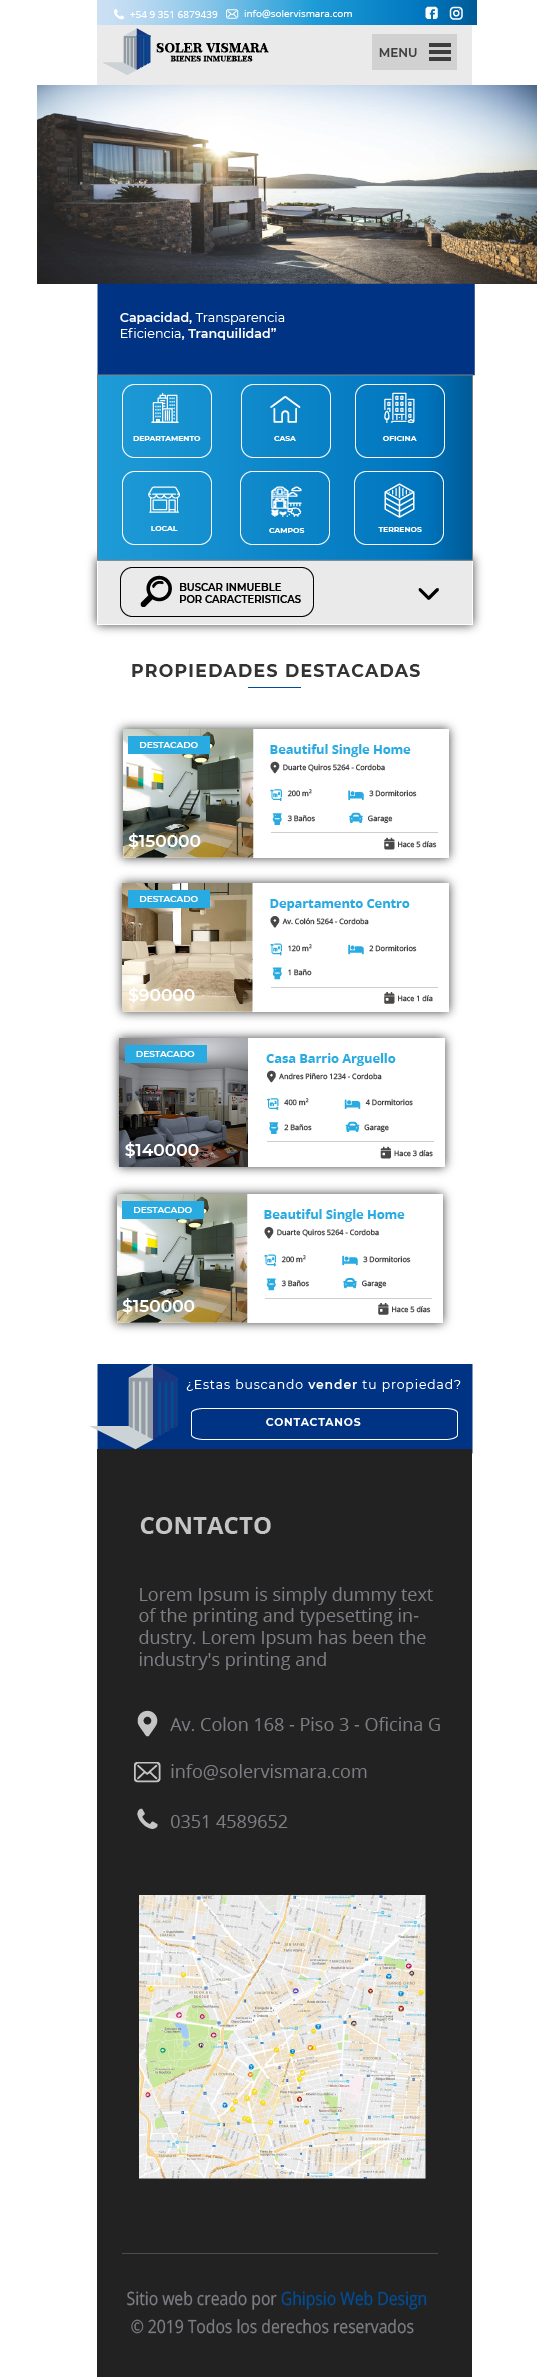 +54 9 351 6879439 info@solervismara.com
SOLER VISMARA
BIENES INMUEBLES
MENU
Capacidad, Transparencia
Eficiencia, Tranquilidad”
DEPARTAMENTO CASA OFICINA
LOCAL CAMPOS TERRENOS
BUSCAR INMUEBLE
POR CARACTERISTICAS
PROPIEDADES DESTACADAS
DESTACADO
$150000
Beautiful Single Home
Duarte Quiros 5264 - Cordoba
200 m² 3 Dormitorios
3 Baños Garage
Hace 5 días
DESTACADO
$90000
Departamento Centro
Av. Colón 5264 - Cordoba
120 m² 2 Dormitorios
1 Baño
Hace 1 día
DESTACADO
$140000
Casa Barrio Arguello
Andres Piñero 1234 - Cordoba
400 m² 4 Dormitorios
2 Baños Garage
Hace 3 días
DESTACADO
$150000
Beautiful Single Home
Duarte Quiros 5264 - Cordoba
200 m² 3 Dormitorios
3 Baños Garage
Hace 5 días
¿Estas buscando vender tu propiedad?
CONTACTANOS
CONTACTO
Lorem Ipsum is simply dummy text
of the printing and typesetting in-
dustry. Lorem Ipsum has been the
industry's printing and
Av. Colon 168 - Piso 3 - Oficina G
info@solervismara.com
0351 4589652
Sitio web creado por Ghipsio Web Design
© 2019 Todos los derechos reservados